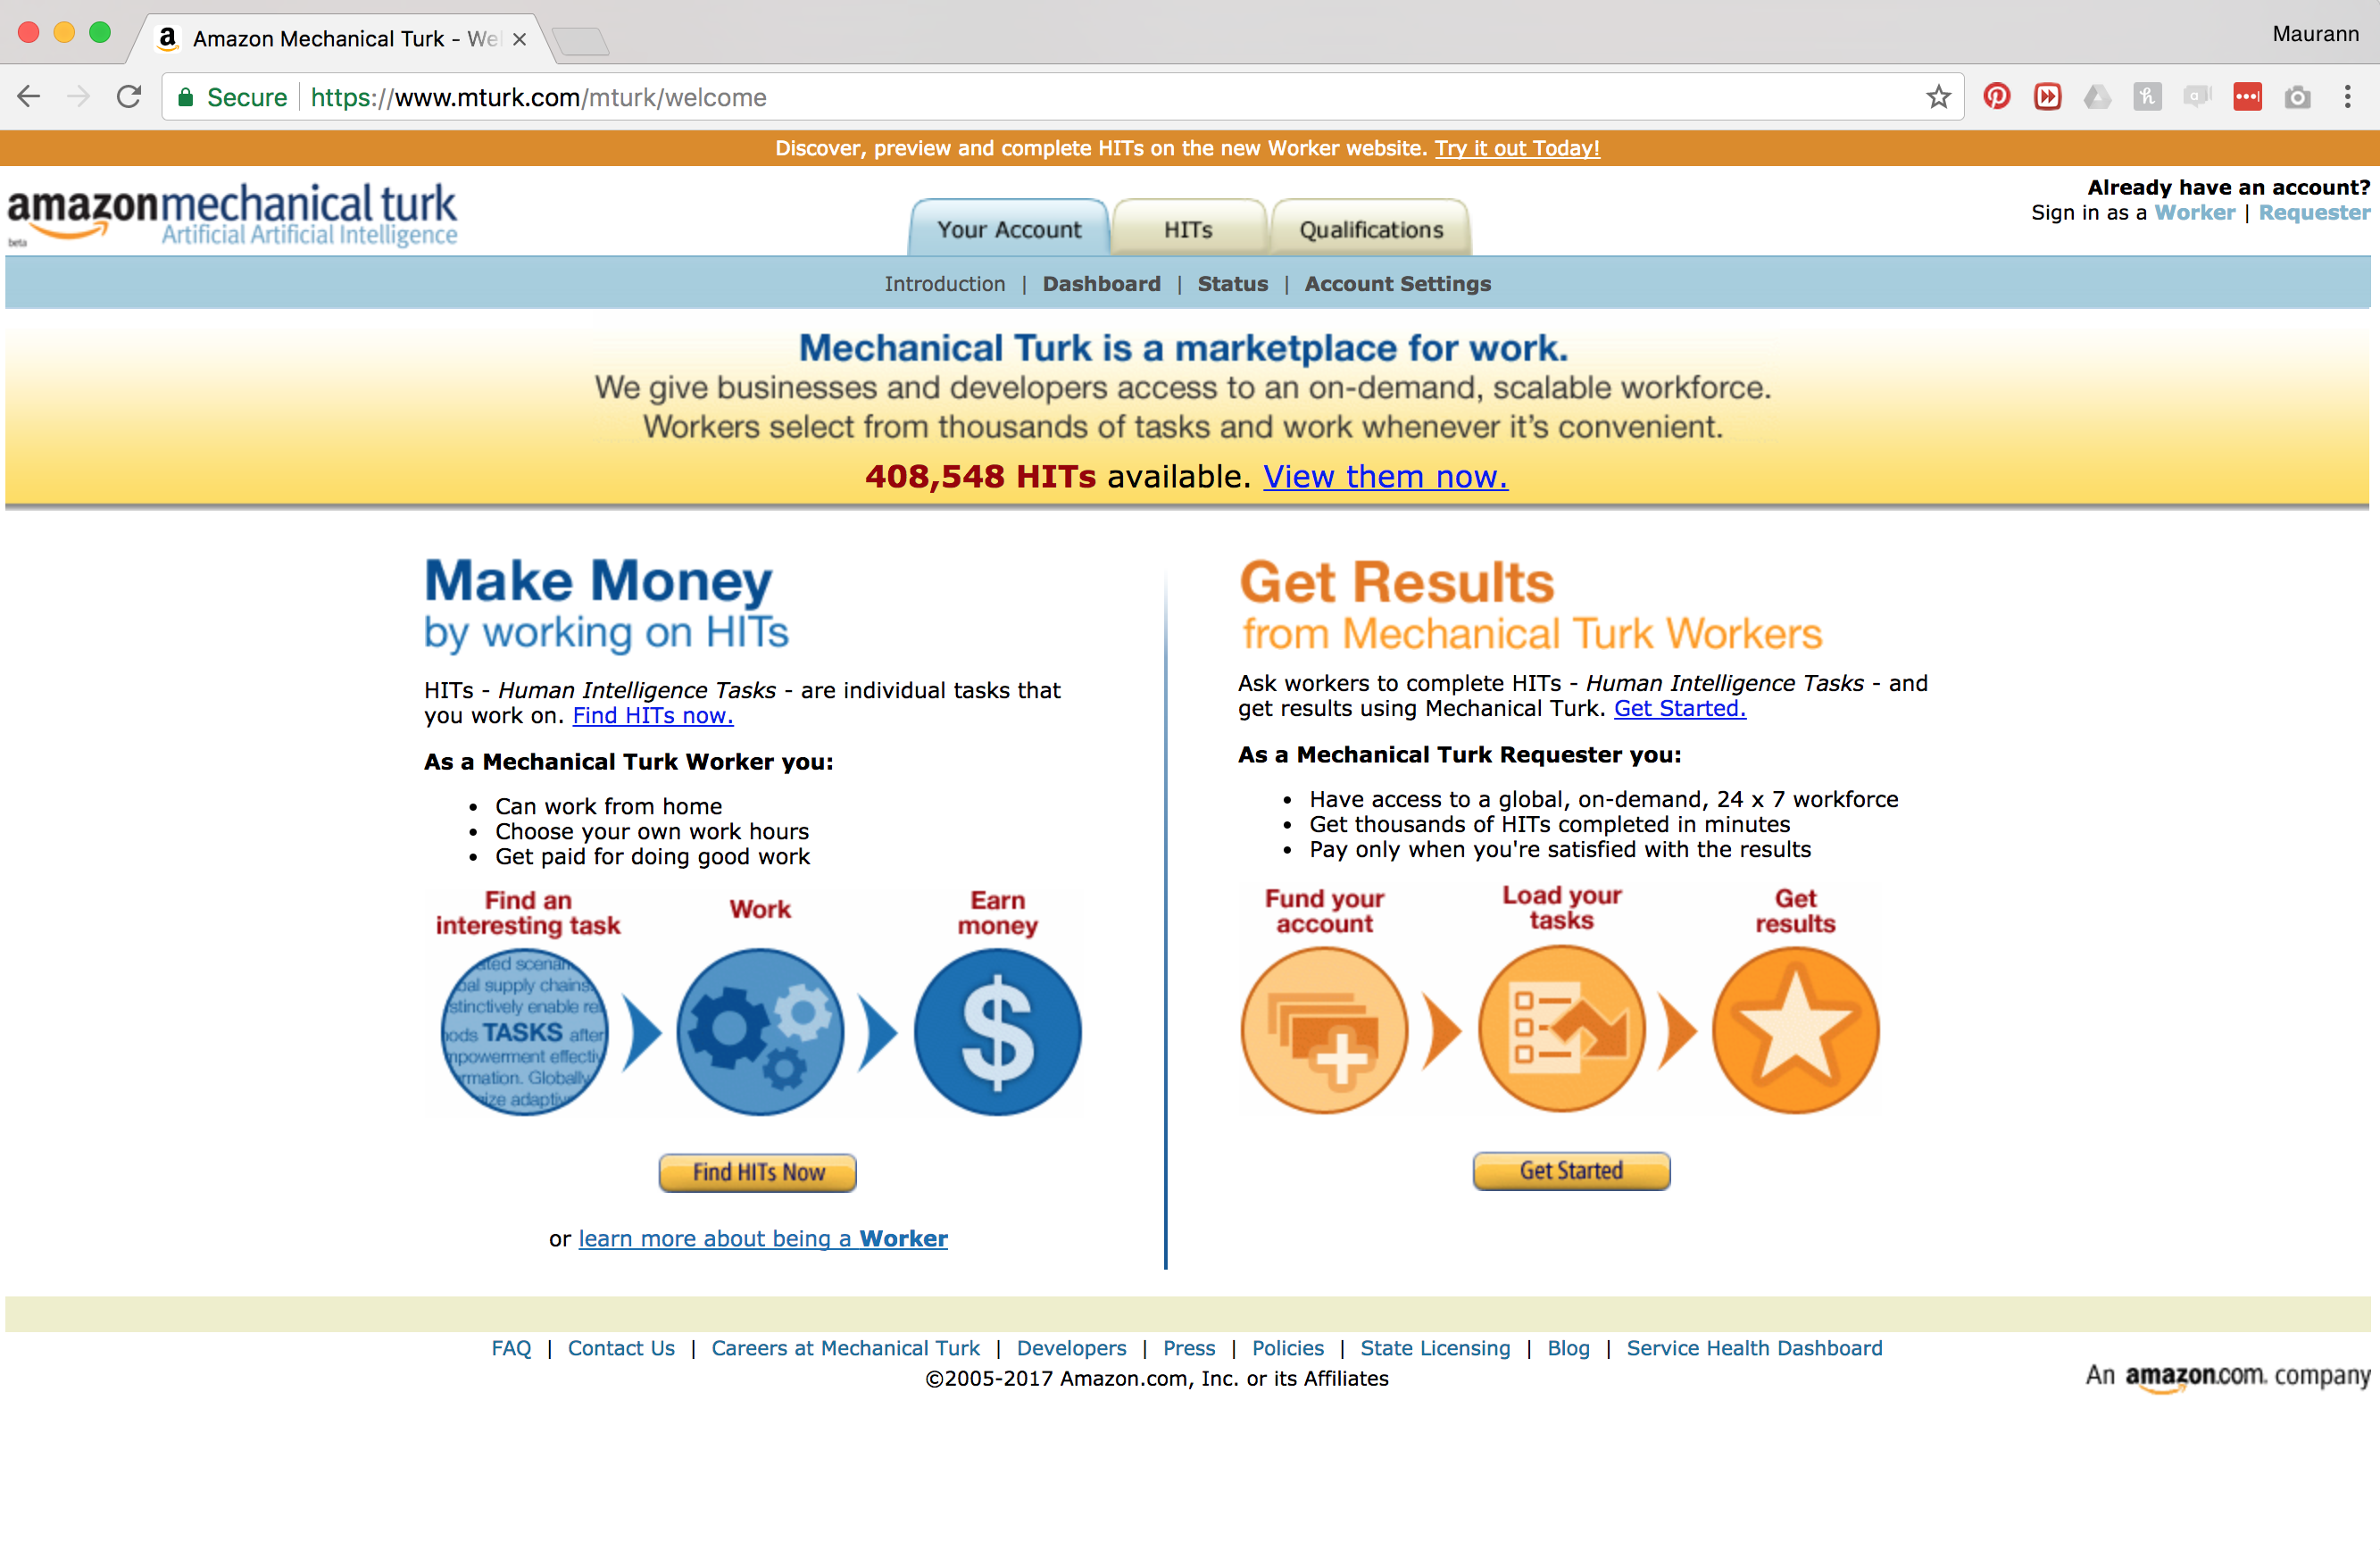 Amazon Mechanical Turk - Wel
Maurann
Secure https://www.mturk.com/mturk/welcome
Discover, preview and complete HITs on the new Worker website. Try it out Today!
amazonmechanical turk
Artificial Artificial Intelligence
beta
Your Account HITs Qualifications
Already have an account?
Sign in as a Worker | Requester
Introduction | Dashboard | Status | Account Settings
Mechanical Turk is a marketplace for work.
We give businesses and developers access to an on-demand, scalable workforce.
Workers select from thousands of tasks and work whenever it's convenient.
408,548 HITs available. View them now.
Make Money
by working on HITs
HITs - Human Intelligence Tasks - are individual tasks that
you work on. Find HITs now.
As a Mechanical Turk Worker you:
• Can work from home
• Choose your own work hours
• Get paid for doing good work
Find an
interesting task
Work
Earn
money
ated scenar
bal supply chains.
stinctively enable re
ods TASKS after
mpowerment effectiv
rmation. Globally
ize adaptiv
$
Find HITs Now
or learn more about being a Worker
Get Results
from Mechanical Turk Workers
Ask workers to complete HITs - Human Intelligence Tasks - and
get results using Mechanical Turk. Get Started.
As a Mechanical Turk Requester you:
• Have access to a global, on-demand, 24 x 7 workforce
• Get thousands of HITs completed in minutes
• Pay only when you're satisfied with the results
Fund your
account
Load your
tasks
Get
results
Get Started
FAQ | Contact Us | Careers at Mechanical Turk | Developers | Press | Policies | State Licensing | Blog | Service Health Dashboard
©2005-2017 Amazon.com, Inc. or its Affiliates
An amazon.com. company